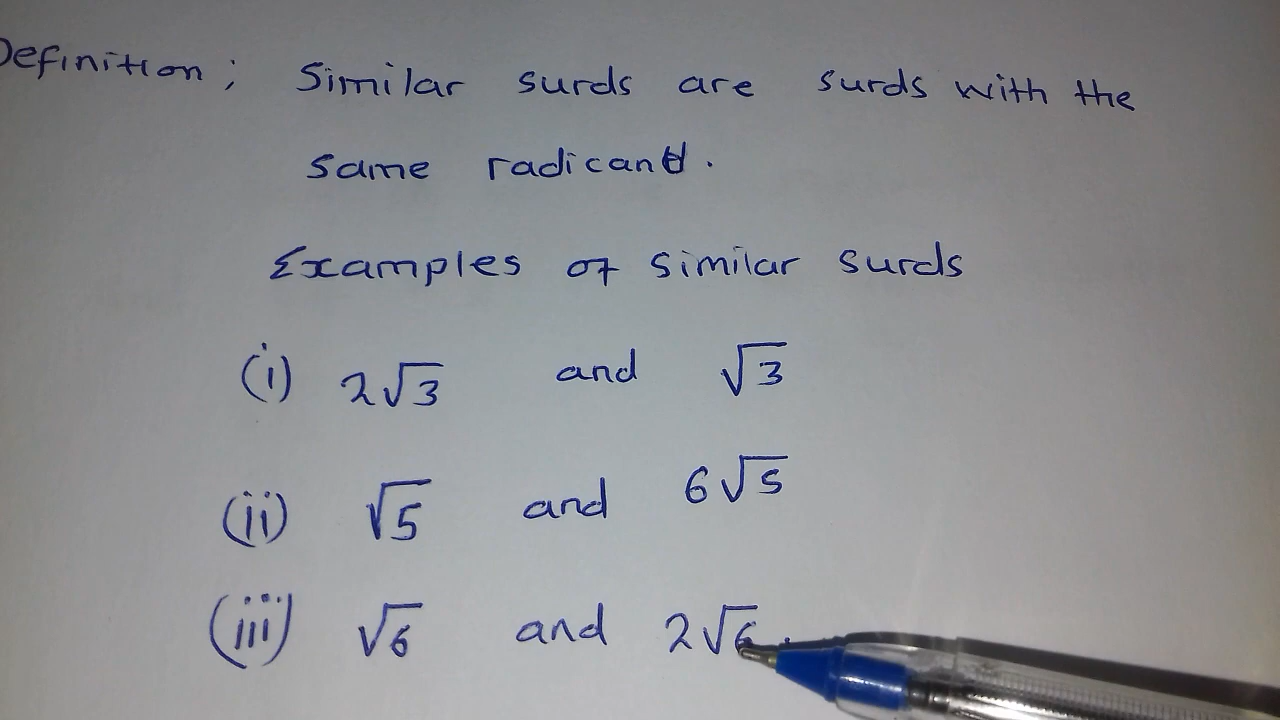 Definition; Similar surds are surds with the
same radicand.
Examples of similar surds
(i) 2√3 and √3
(ii) √5 and 6√5
(iii) √6 and 2√6.